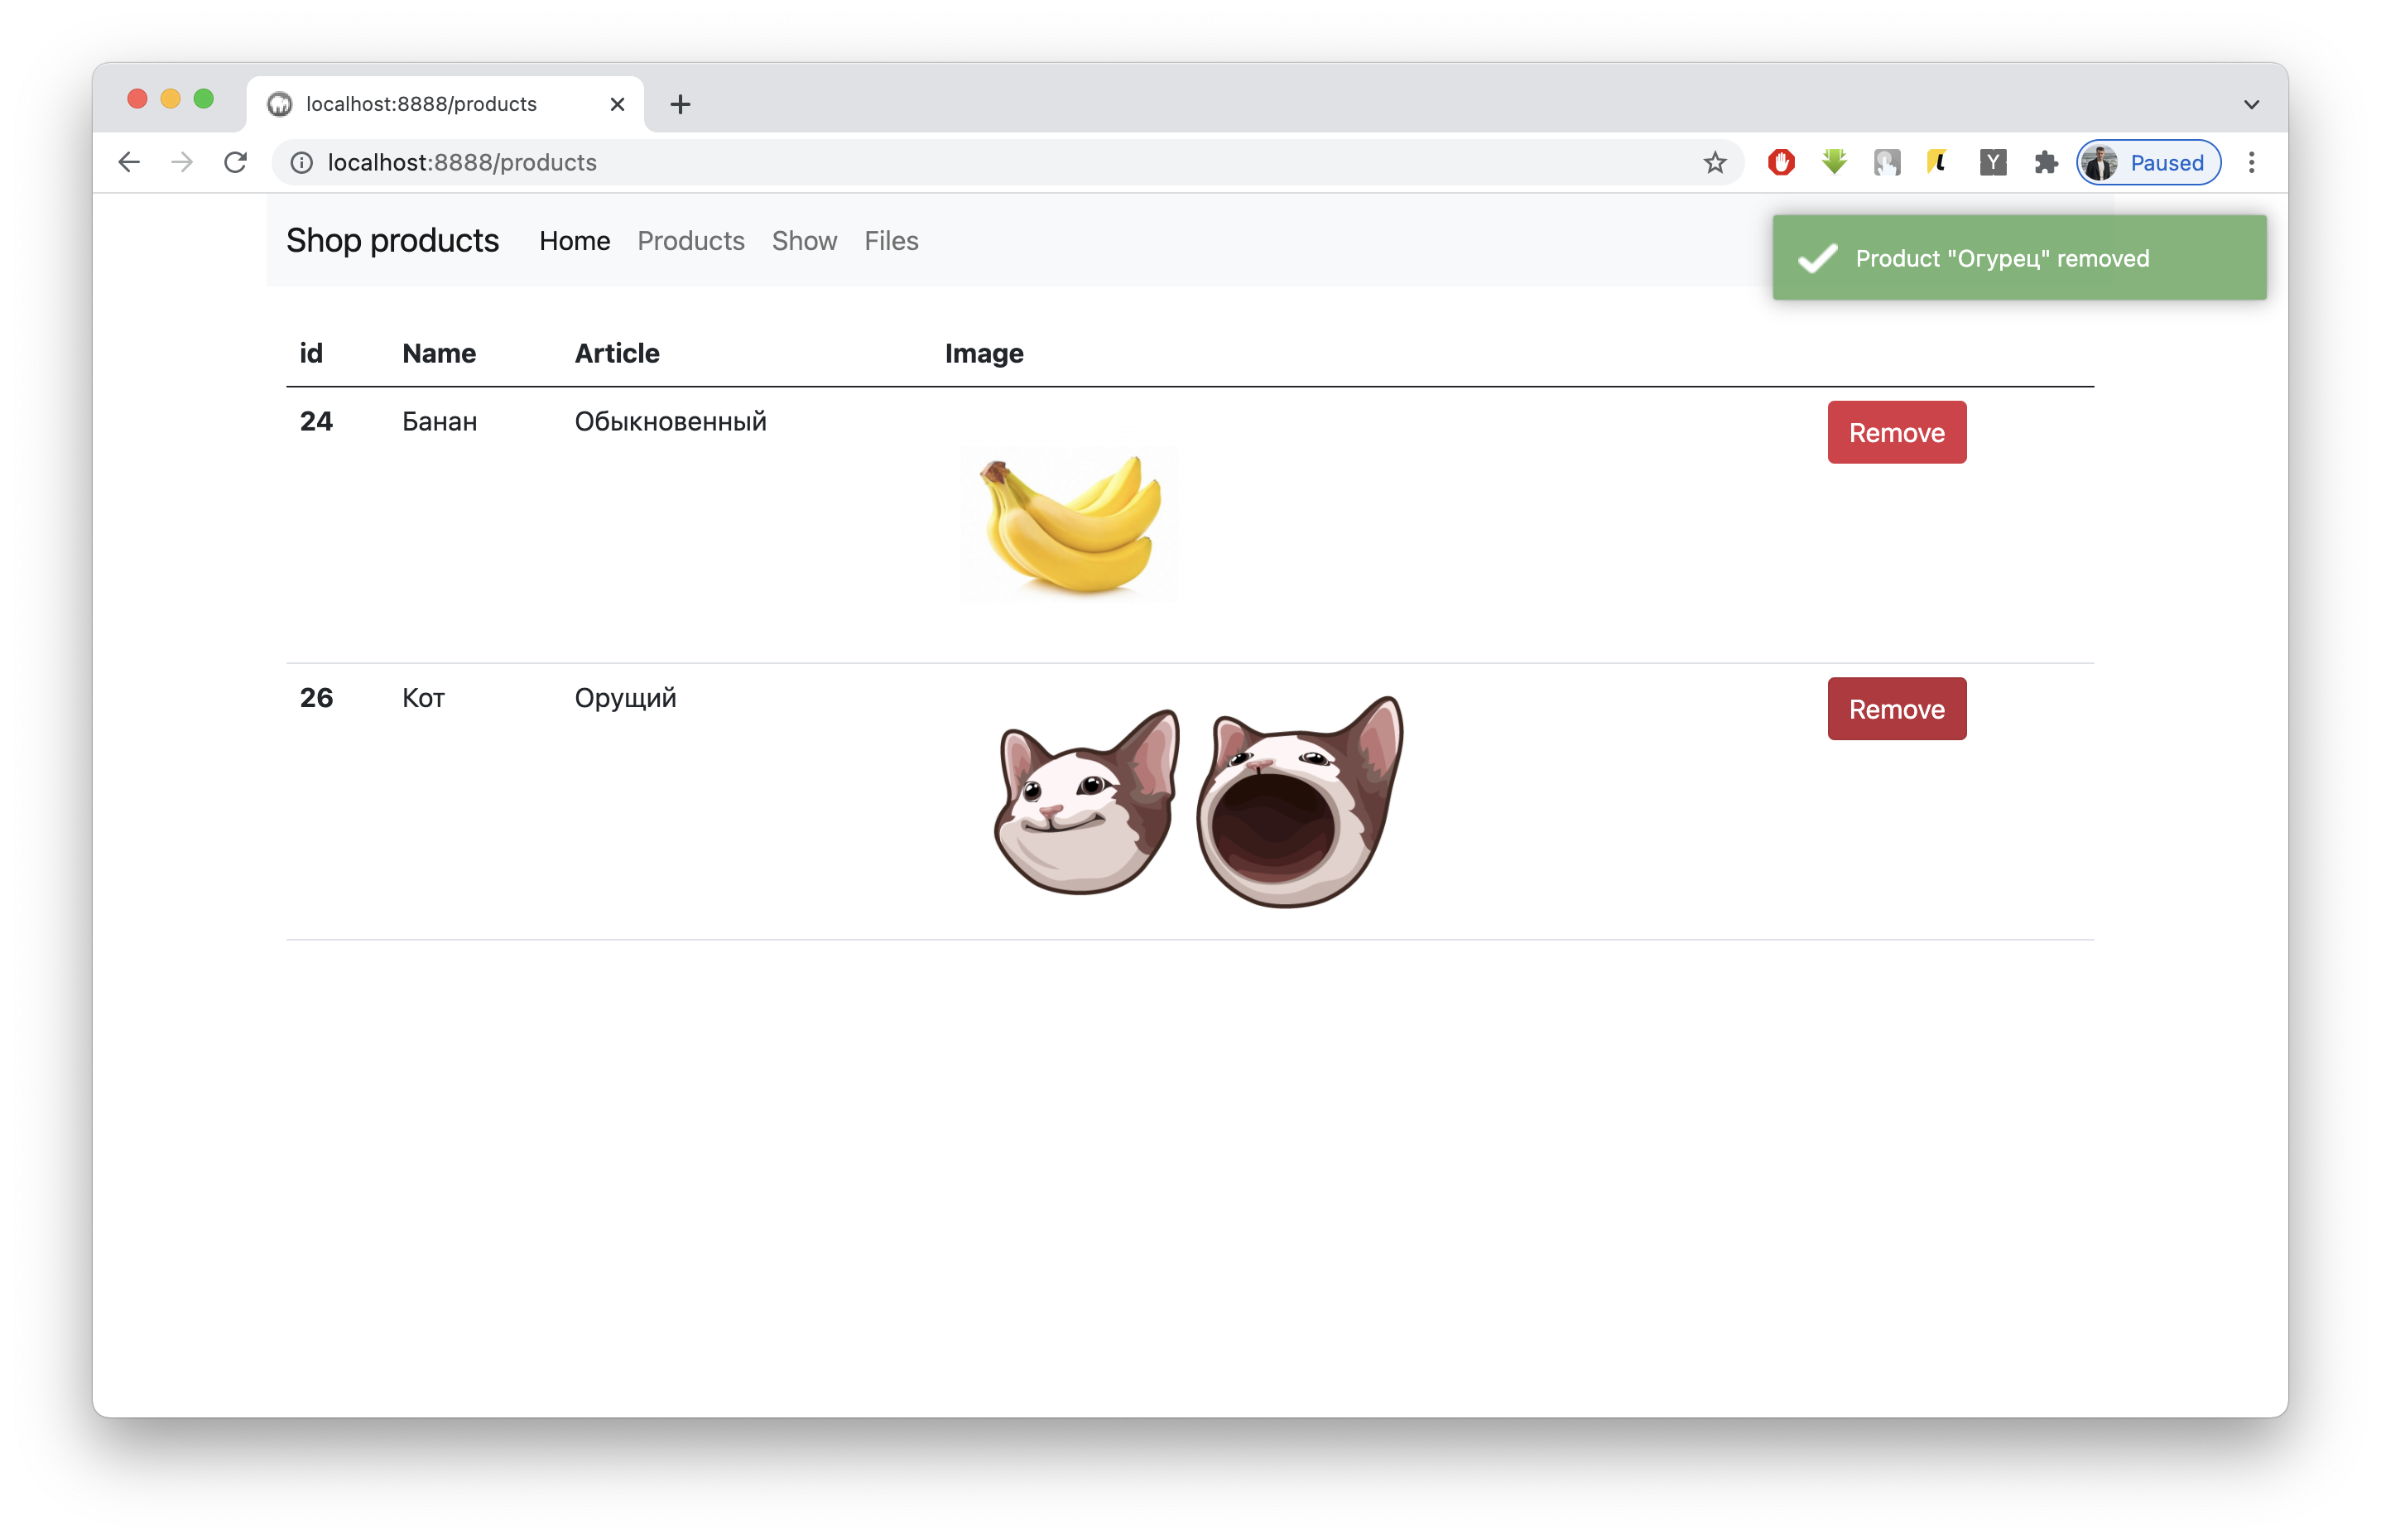 localhost:8888/products
localhost:8888/products
Y
Paused
Shop products Home Products Show Files
Product "Огурец" removed
id Name Article Image
24 Банан Обыкновенный Remove
26 Кот Орущий Remove